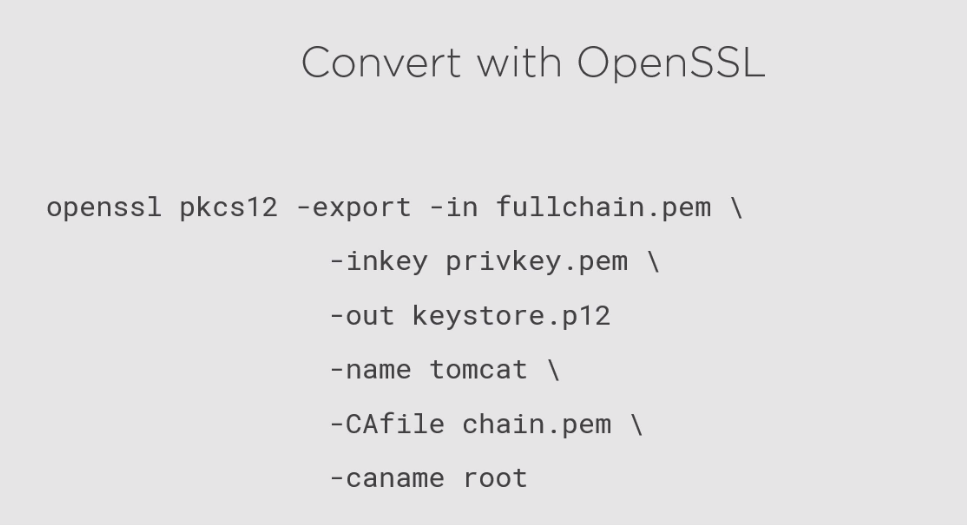 Convert with OpenSSL
openssl pkcs12 -export -in fullchain.pem \
-inkey privkey.pem \
-out keystore.p12
-name tomcat \
-CAfile chain.pem \
-caname root